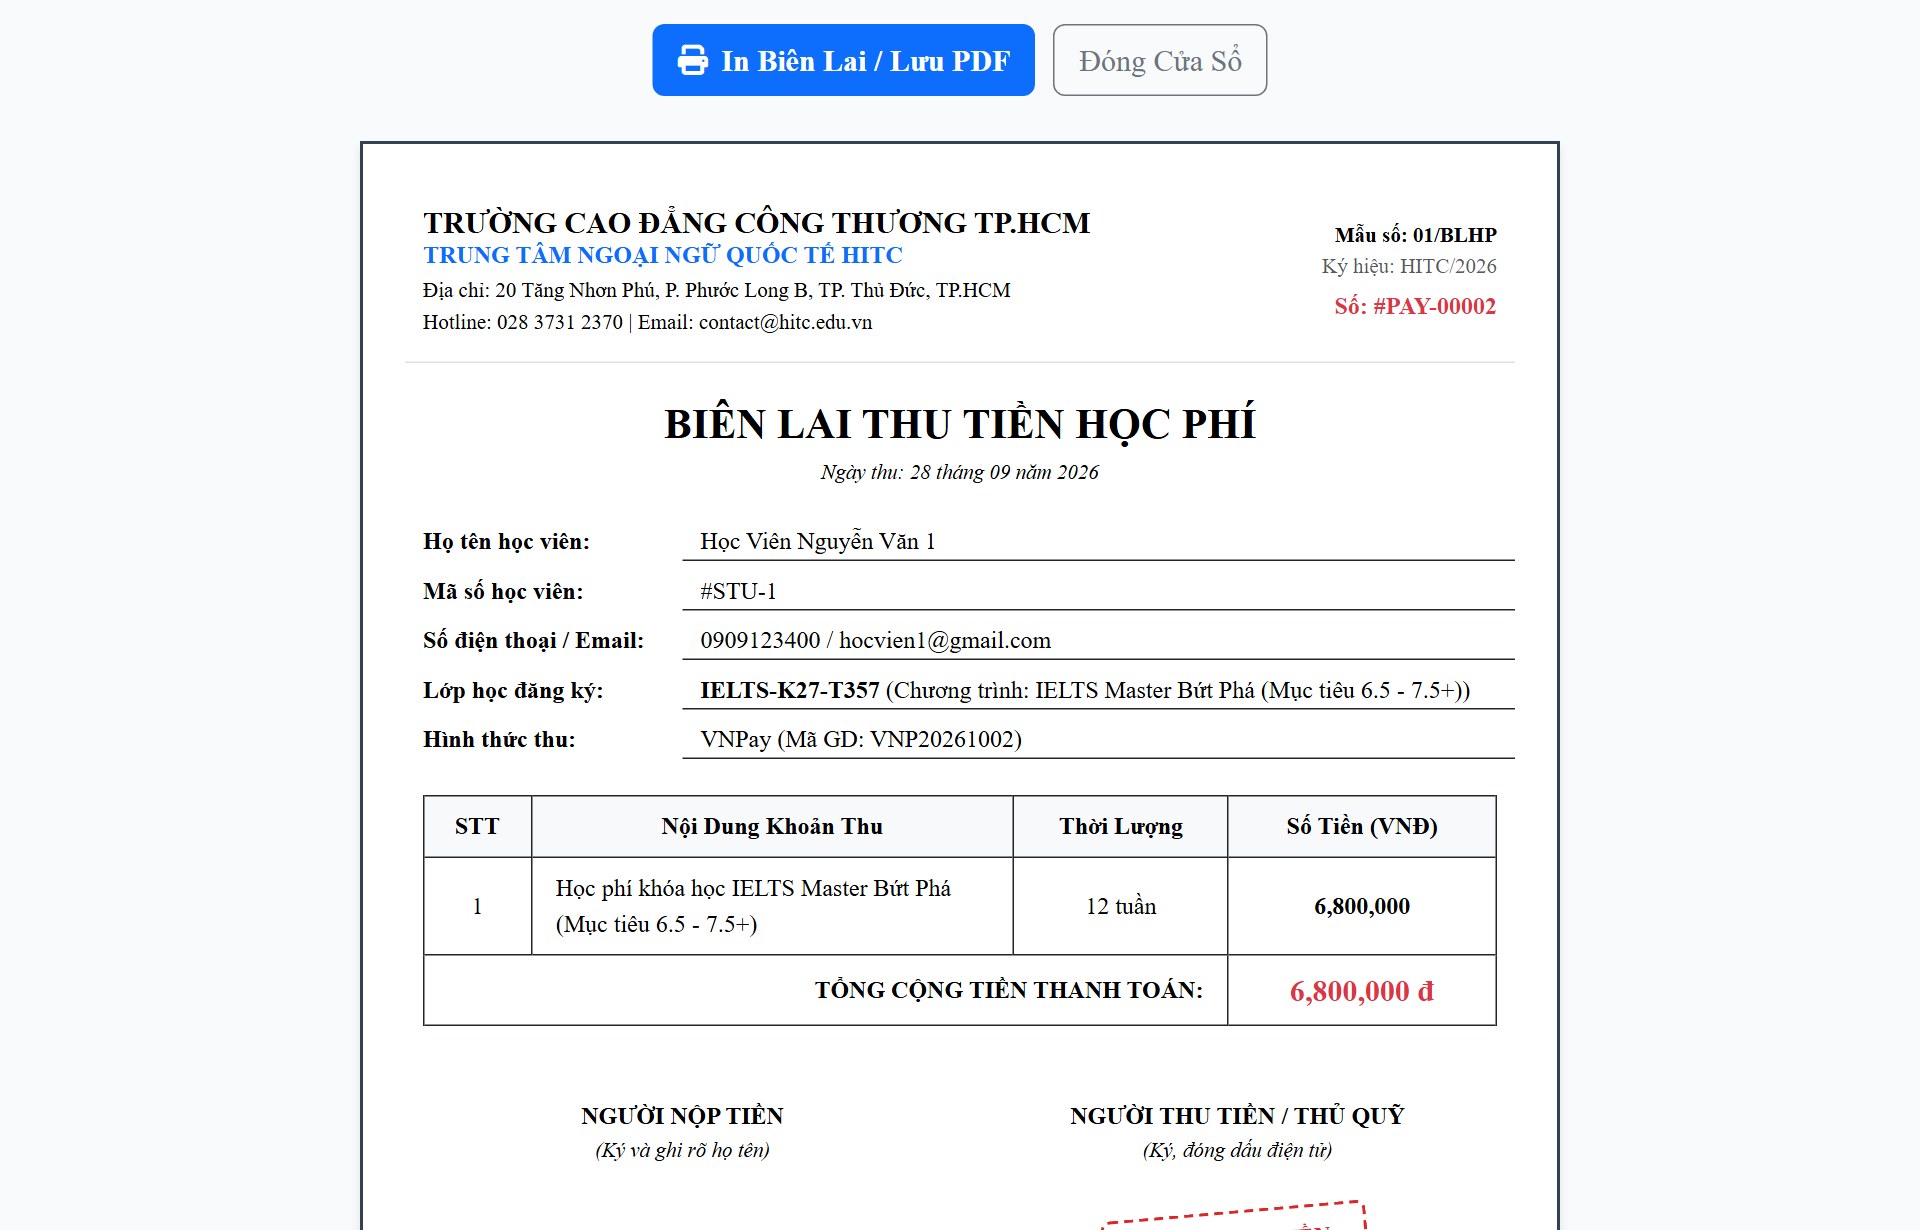 In Biên Lai / Lưu PDF
Đóng Cửa Sổ
TRƯỜNG CAO ĐẲNG CÔNG THƯƠNG TP.HCM
TRUNG TÂM NGOẠI NGỮ QUỐC TẾ HITC
Địa chỉ: 20 Tăng Nhơn Phú, P. Phước Long B, TP. Thủ Đức, TP.HCM
Hotline: 028 3731 2370 | Email: contact@hitc.edu.vn
Mẫu số: 01/BLHP
Ký hiệu: HITC/2026
Số: #PAY-00002
BIÊN LAI THU TIỀN HỌC PHÍ
Ngày thu: 28 tháng 09 năm 2026
Họ tên học viên: Học Viên Nguyễn Văn 1
Mã số học viên: #STU-1
Số điện thoại / Email: 0909123400 / hocvien1@gmail.com
Lớp học đăng ký: IELTS-K27-T357 (Chương trình: IELTS Master Bứt Phá (Mục tiêu 6.5 - 7.5+))
Hình thức thu: VNPay (Mã GD: VNP20261002)
STT Nội Dung Khoản Thu Thời Lượng Số Tiền (VNĐ)
1 Học phí khóa học IELTS Master Bứt Phá (Mục tiêu 6.5 - 7.5+) 12 tuần 6,800,000
TỔNG CỘNG TIỀN THANH TOÁN: 6,800,000 đ
NGƯỜI NỘP TIỀN
(Ký và ghi rõ họ tên)
NGƯỜI THU TIỀN / THỦ QUỸ
(Ký, đóng dấu điện tử)